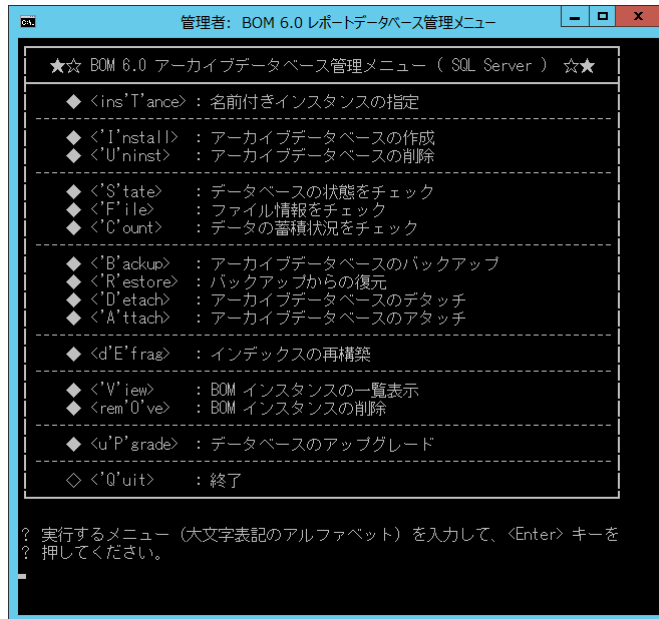 管理者: BOM 6.0 レポートデータベース管理メニュー
★☆ BOM 6.0 アーカイブデータベース管理メニュー ( SQL Server ) ☆★
◆ <ins'T'ance> : 名前付きインスタンスの指定
◆ <'I'nstall> : アーカイブデータベースの作成
◆ <'U'ninst> : アーカイブデータベースの削除
◆ <'S'tate> : データベースの状態をチェック
◆ <'F'ile> : ファイル情報をチェック
◆ <'C'ount> : データの蓄積状況をチェック
◆ <'B'ackup> : アーカイブデータベースのバックアップ
◆ <'R'estore> : バックアップからの復元
◆ <'D'etach> : アーカイブデータベースのデタッチ
◆ <'A'ttach> : アーカイブデータベースのアタッチ
◆ <d'E'frag> : インデックスの再構築
◆ <'V'iew> : BOM インスタンスの一覧表示
◆ <rem'O've> : BOM インスタンスの削除
◆ <u'P'grade> : データベースのアップグレード
◇ <'Q'uit> : 終了
? 実行するメニュー (大文字表記のアルファベット) を入力して、<Enter> キーを
? 押してください。